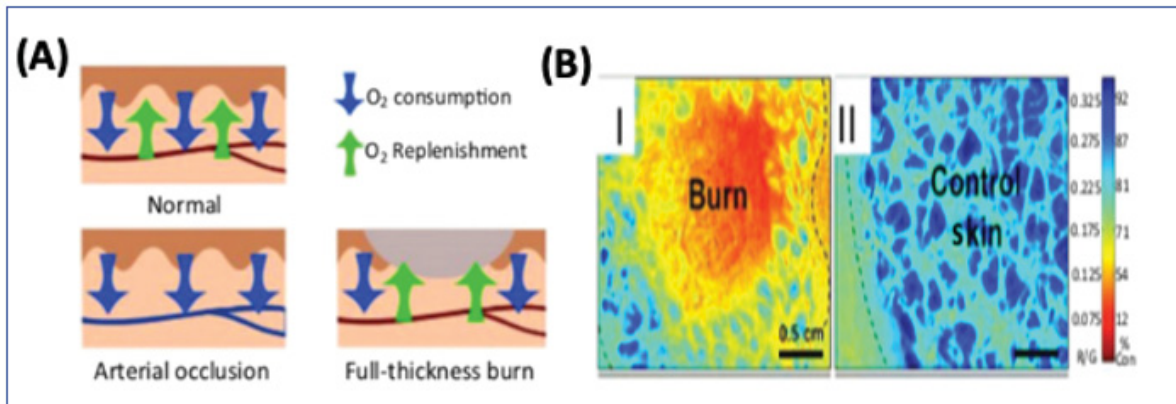 (A)
O₂ consumption
O₂ Replenishment
Normal
Arterial occlusion
Full-thickness burn
(B)
I
Burn
0.5 cm
II
Control
skin
0.325 92
0.275 87
0.225 81
0.175 71
0.125 54
0.075 12
R/G %
Con